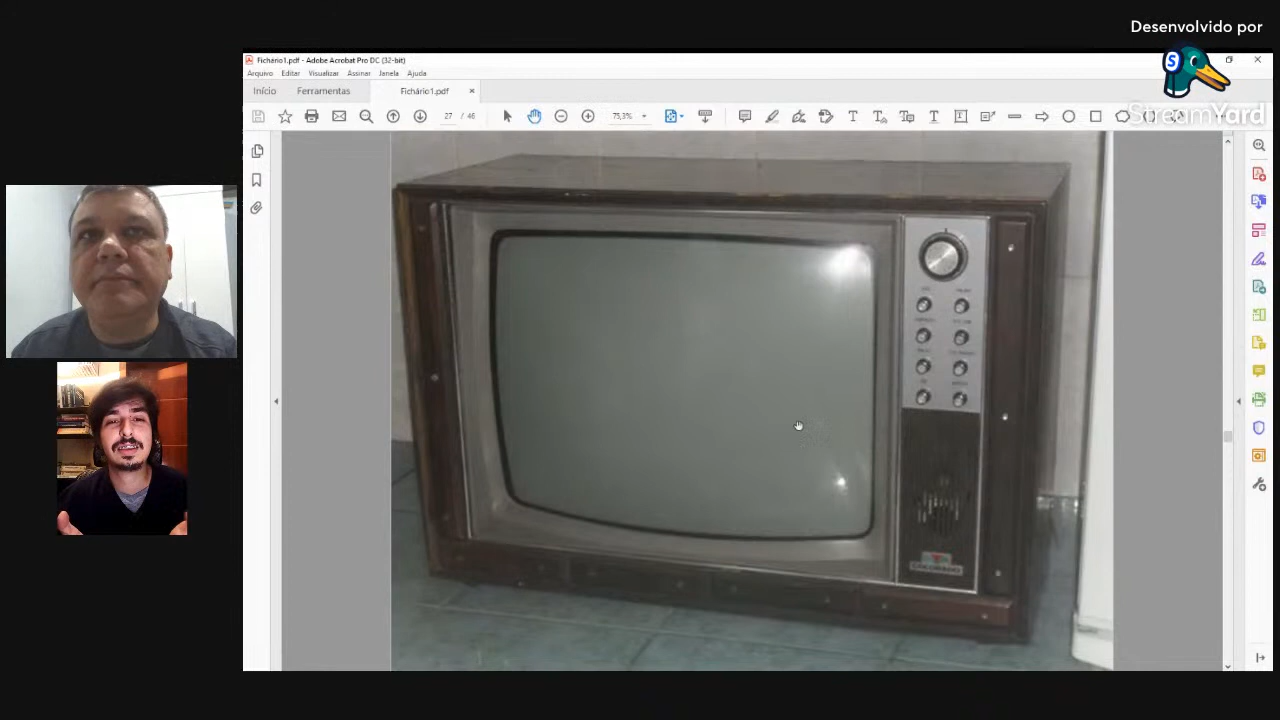 Desenvolvido por
StreamYard
Fichário1.pdf - Adobe Acrobat Pro DC (32-bit)
Arquivo Editar Visualizar Assinar Janela Ajuda
Início Ferramentas Fichário1.pdf
27 / 46 75,3%